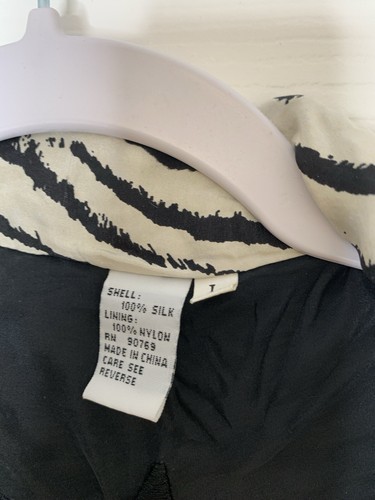 SHELL:
100% SILK
LINING:
100% NYLON
RN 90769
MADE IN CHINA
CARE SEE
REVERSE
T